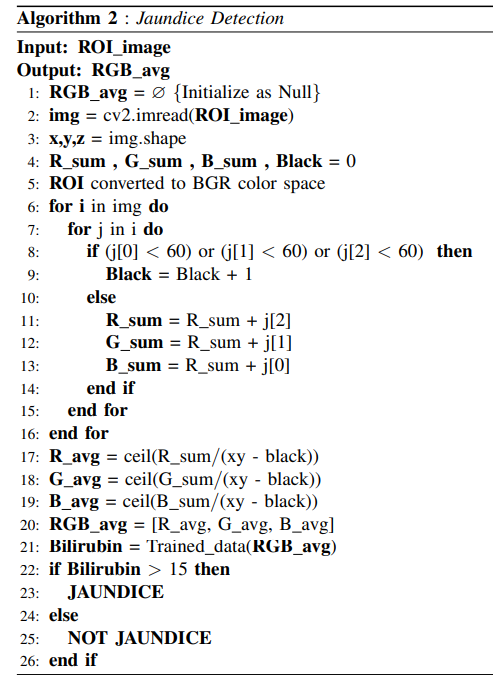 Algorithm 2 : Jaundice Detection
Input: ROI_image
Output: RGB_avg
1: RGB_avg = ∅ {Initialize as Null}
2: img = cv2.imread(ROI_image)
3: x,y,z = img.shape
4: R_sum , G_sum , B_sum , Black = 0
5: ROI converted to BGR color space
6: for i in img do
7: for j in i do
8: if (j[0] < 60) or (j[1] < 60) or (j[2] < 60) then
9: Black = Black + 1
10: else
11: R_sum = R_sum + j[2]
12: G_sum = R_sum + j[1]
13: B_sum = R_sum + j[0]
14: end if
15: end for
16: end for
17: R_avg = ceil(R_sum/(xy - black))
18: G_avg = ceil(G_sum/(xy - black))
19: B_avg = ceil(B_sum/(xy - black))
20: RGB_avg = [R_avg, G_avg, B_avg]
21: Bilirubin = Trained_data(RGB_avg)
22: if Bilirubin > 15 then
23: JAUNDICE
24: else
25: NOT JAUNDICE
26: end if